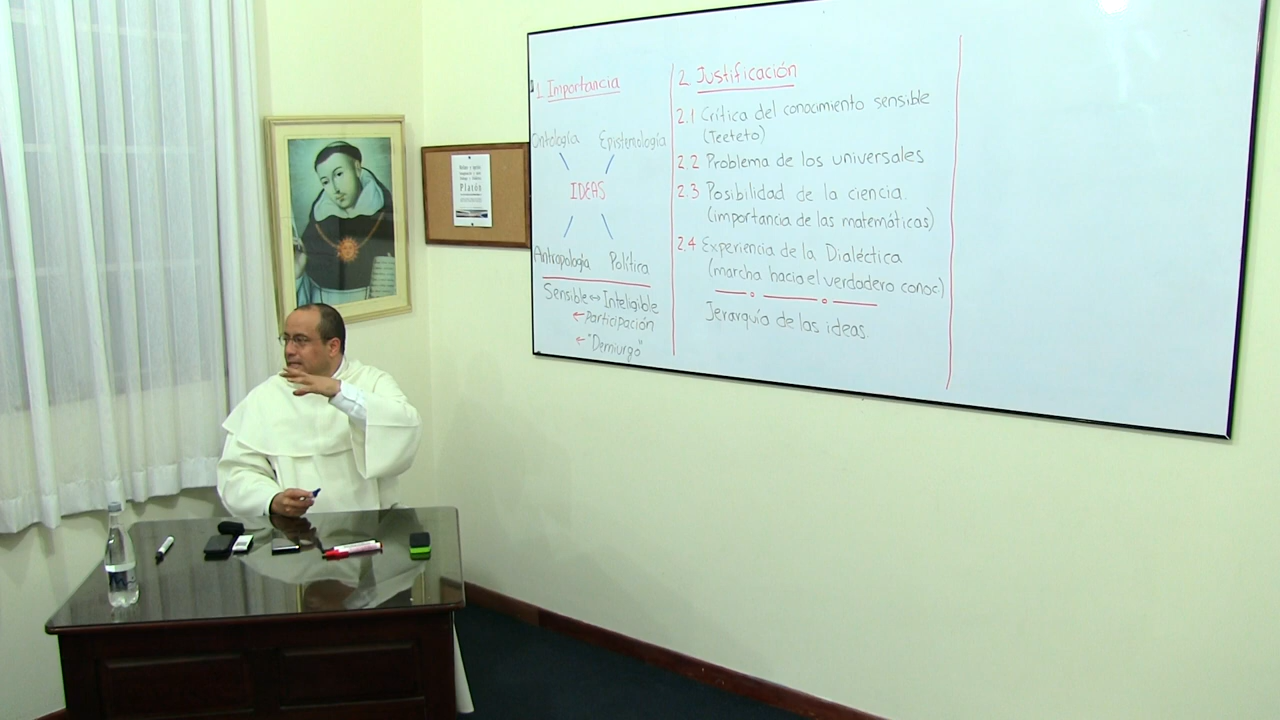 1. Importancia
Ontología Epistemología
IDEAS
Antropología Política
Sensible ↔ Inteligible
← Participación
← "Demiurgo"
2. Justificación
2.1 Crítica del conocimiento sensible
(Teeteto)
2.2 Problema de los universales
2.3 Posibilidad de la ciencia
(importancia de las matemáticas)
2.4 Experiencia de la Dialéctica
(marcha hacia el verdadero conoc)
Jerarquía de las ideas.
Platón